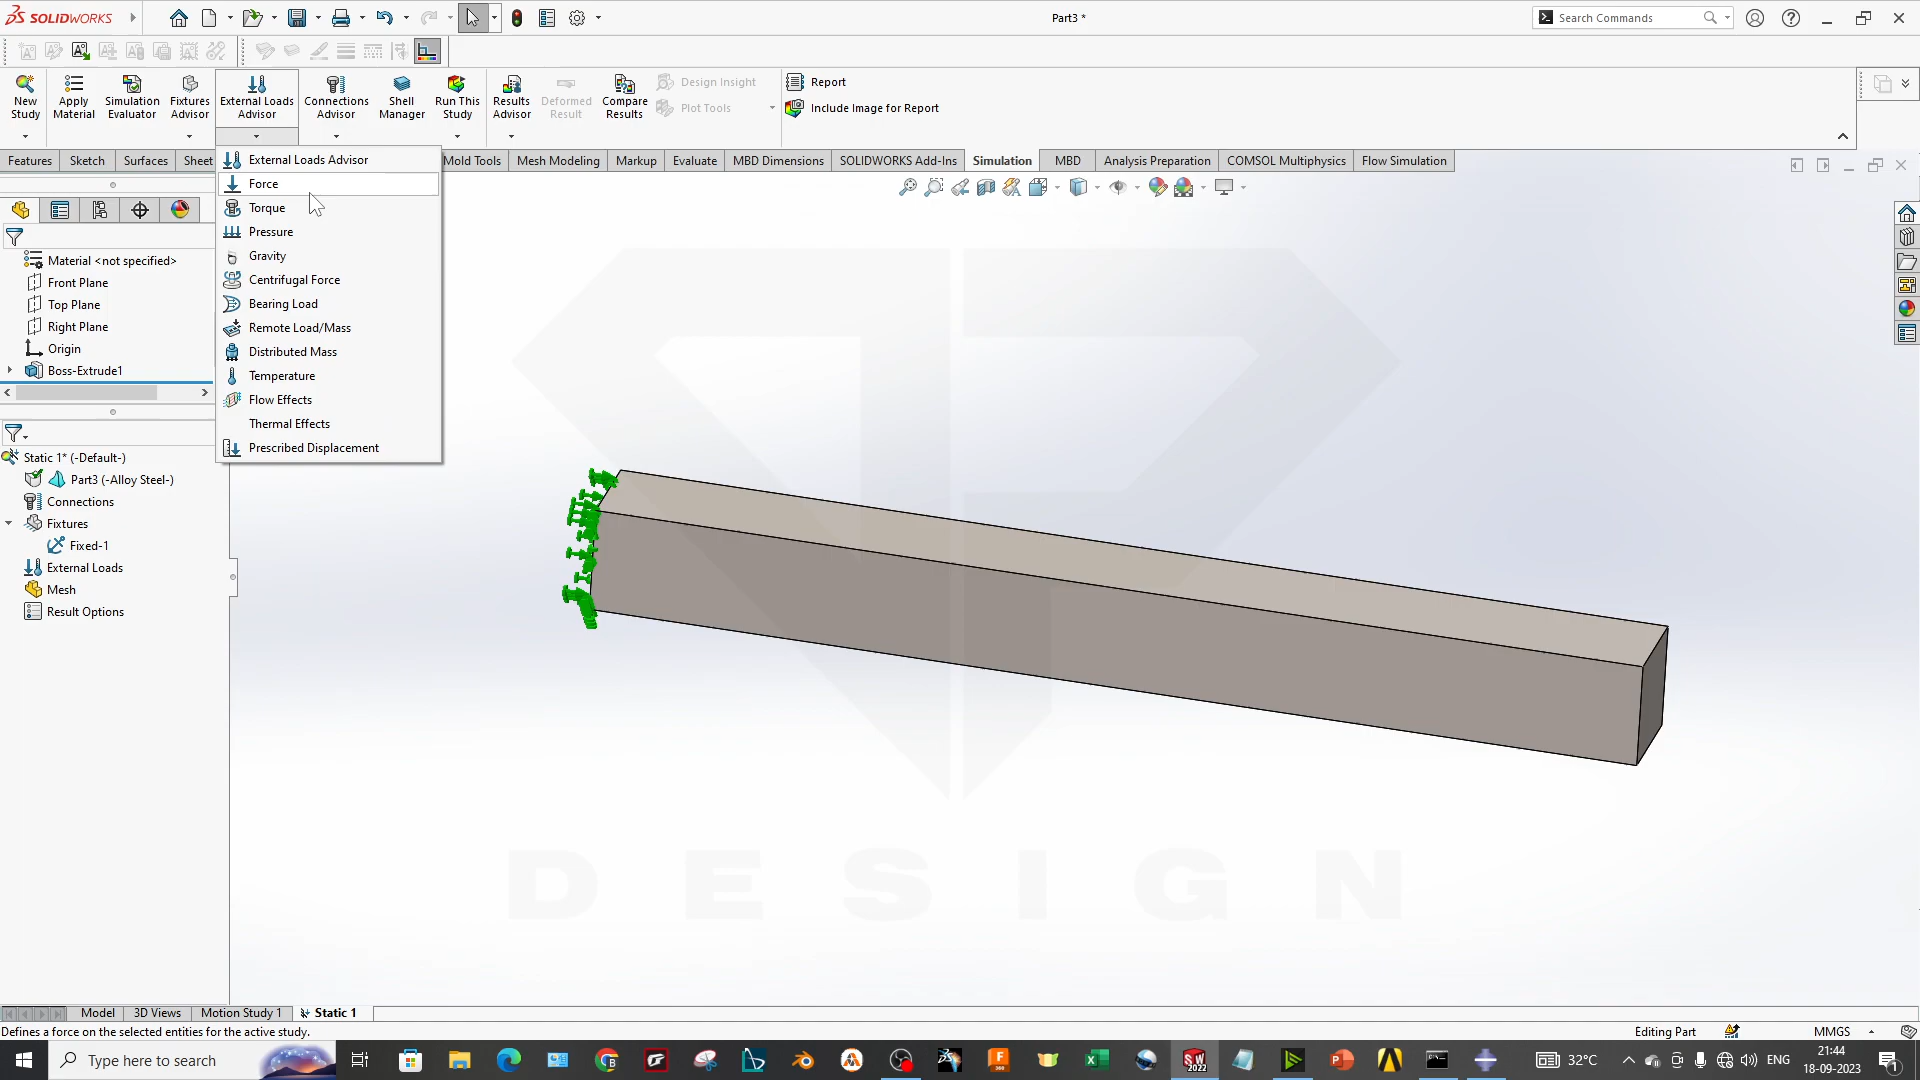 SOLIDWORKS
Part3 *
Search Commands
New Study
Apply Material
Simulation Evaluator
Fixtures Advisor
External Loads Advisor
Connections Advisor
Shell Manager
Run This Study
Results Advisor
Deformed Result
Compare Results
Design Insight
Plot Tools
Report
Include Image for Report
Features
Sketch
Surfaces
Sheet
Mold Tools
Mesh Modeling
Markup
Evaluate
MBD Dimensions
SOLIDWORKS Add-Ins
Simulation
MBD
Analysis Preparation
COMSOL Multiphysics
Flow Simulation
External Loads Advisor
Force
Torque
Pressure
Gravity
Centrifugal Force
Bearing Load
Remote Load/Mass
Distributed Mass
Temperature
Flow Effects
Thermal Effects
Prescribed Displacement
Material <not specified>
Front Plane
Top Plane
Right Plane
Origin
Boss-Extrude1
Static 1* (-Default-)
Part3 (-Alloy Steel-)
Connections
Fixtures
Fixed-1
External Loads
Mesh
Result Options
DESIGN
Model
3D Views
Motion Study 1
Static 1
Defines a force on the selected entities for the active study.
Editing Part
MMGS
Type here to search
SW
2022
32°C
ENG
21:44
18-09-2023
1